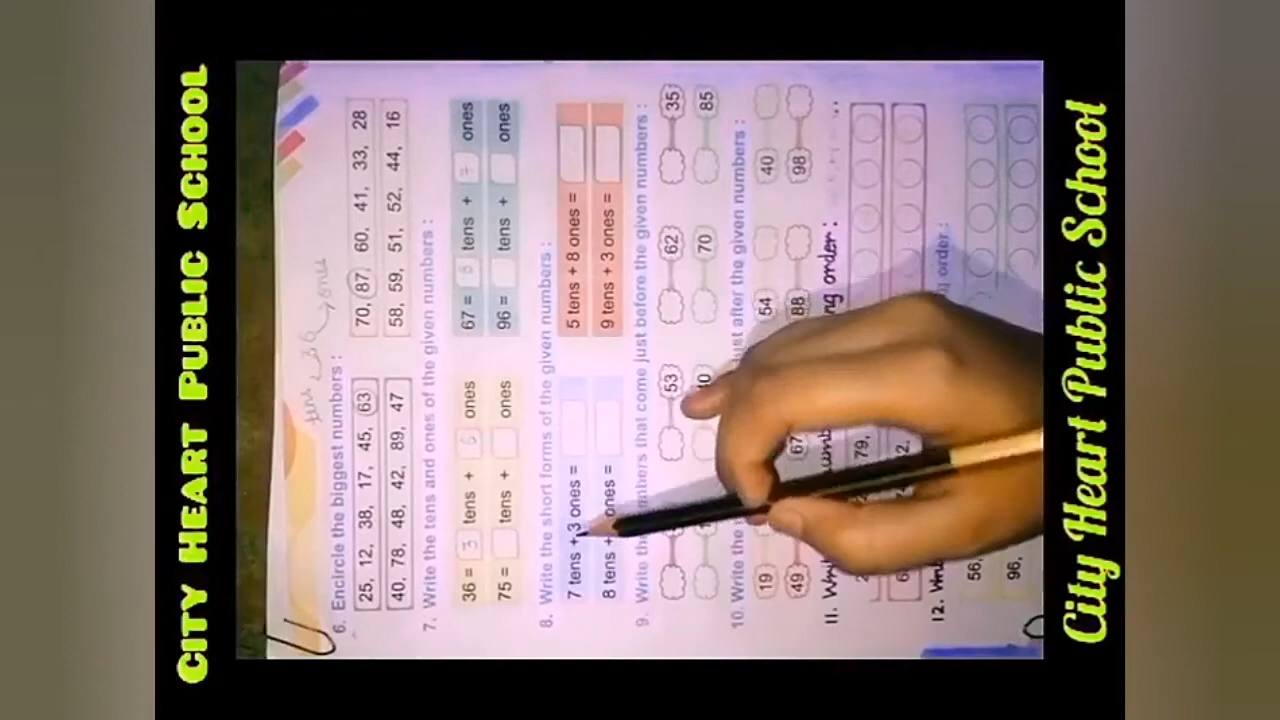 CITY HEART PUBLIC SCHOOL
tens 36 ones
6. Encircle the biggest numbers :
25, 12, 38, 17, 45, 63
70, 87, 60, 41, 33, 28
40, 78, 48, 42, 89, 47
58, 59, 51, 52, 44, 16
7. Write the tens and ones of the given numbers :
36 = 3 tens + 6 ones
67 = 6 tens + 7 ones
75 = tens + ones
96 = tens + ones
8. Write the short forms of the given numbers :
7 tens + 3 ones =
5 tens + 8 ones =
8 tens + ones =
9 tens + 3 ones =
9. Write the numbers that come just before the given numbers :
53 62 35
70 85
10. Write the just after the given numbers :
19 54 40
49 67 88 98
11. ng order :
79,
12. order :
56,
96,
City Heart Public School